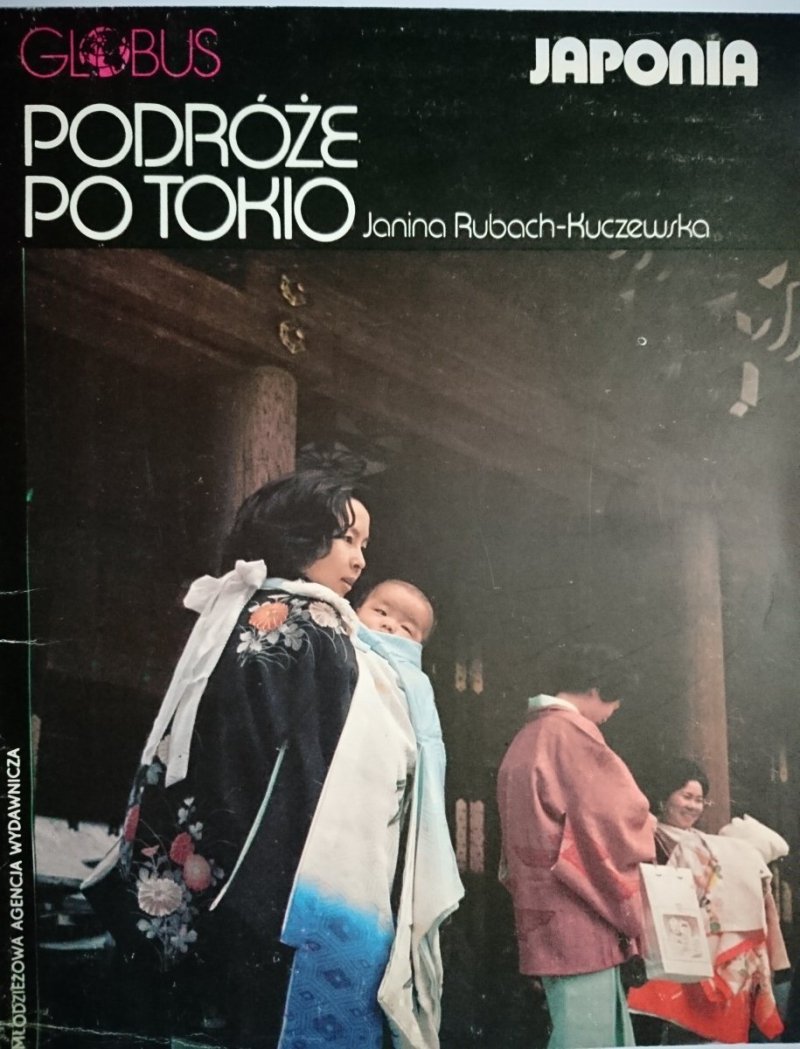 GLOBUS
JAPONIA
PODRÓŻE
PO TOKIO
Janina Rubach-Kuczewska
MŁODZIEŻOWA AGENCJA WYDAWNICZA